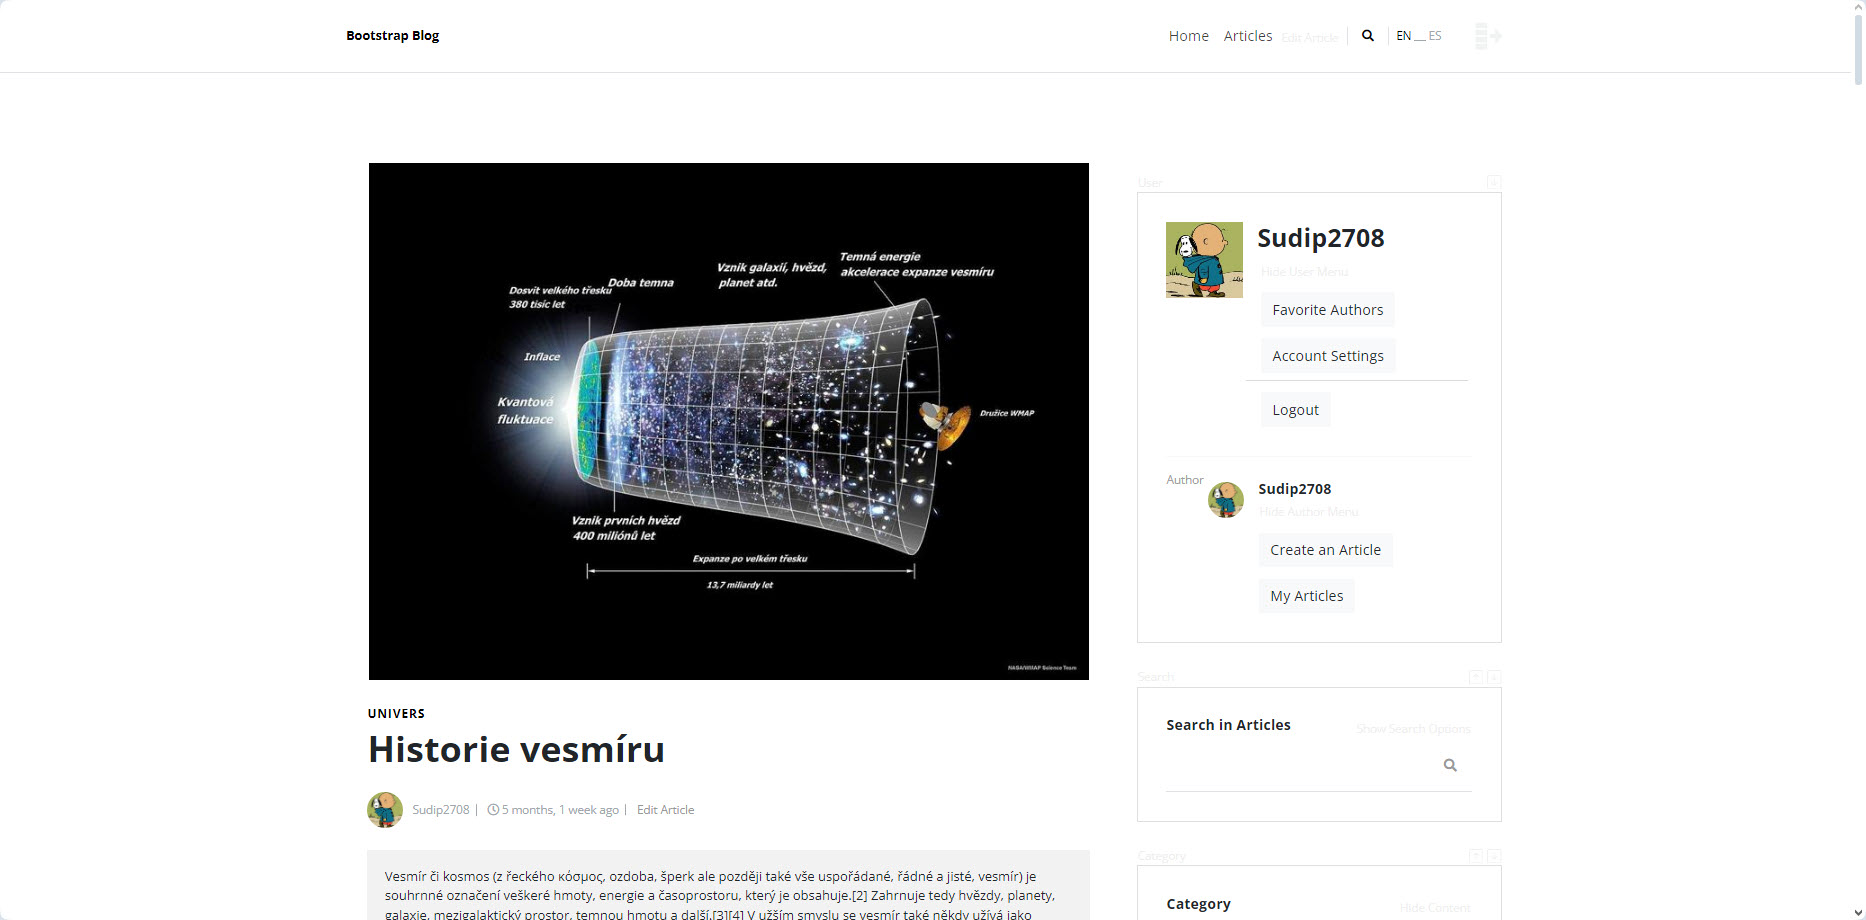 Bootstrap Blog
Home Articles Edit Article EN __ ES
Dosvit velkého třesku
380 tisíc let
Doba temna
Vznik galaxií, hvězd,
planet atd.
Temná energie
akcelerace expanze vesmíru
Inflace
Kvantová
fluktuace
Družice WMAP
Vznik prvních hvězd
400 miliónů let
Expanze po velkém třesku
13,7 miliardy let
NASA/WMAP Science Team
UNIVERS
Historie vesmíru
Sudip2708 | 5 months, 1 week ago | Edit Article
Vesmír či kosmos (z řeckého κόσμος, ozdoba, šperk ale později také vše uspořádané, řádné a jisté, vesmír) je
souhrnné označení veškeré hmoty, energie a časoprostoru, který je obsahuje.[2] Zahrnuje tedy hvězdy, planety,
galaxie, mezigalaktický prostor, temnou hmotu a další.[3][4] V užším smyslu se vesmír také někdy užívá jako
User
Sudip2708
Hide User Menu
Favorite Authors
Account Settings
Logout
Author
Sudip2708
Hide Author Menu
Create an Article
My Articles
Search
Search in Articles
Show Search Options
Category
Category
Hide Content